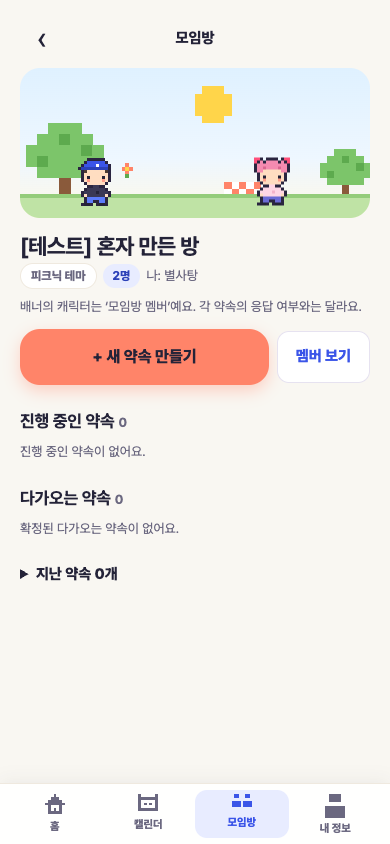 ❮ 모임방
[테스트] 혼자 만든 방
피크닉 테마 2명 나: 별사탕
배너의 캐릭터는 ‘모임방 멤버’예요. 각 약속의 응답 여부와는 달라요.
+ 새 약속 만들기 멤버 보기
진행 중인 약속 0
진행 중인 약속이 없어요.
다가오는 약속 0
확정된 다가오는 약속이 없어요.
▶ 지난 약속 0개
홈 캘린더 모임방 내 정보